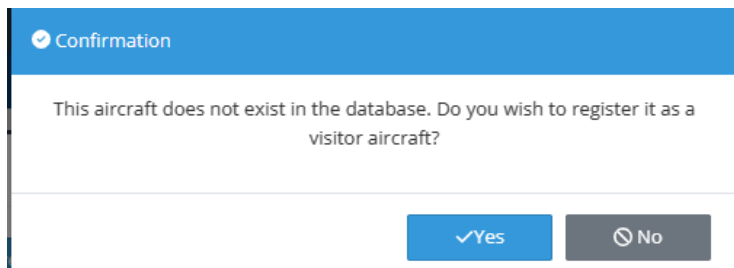 Confirmation
This aircraft does not exist in the database. Do you wish to register it as a
visitor aircraft?
Yes
No